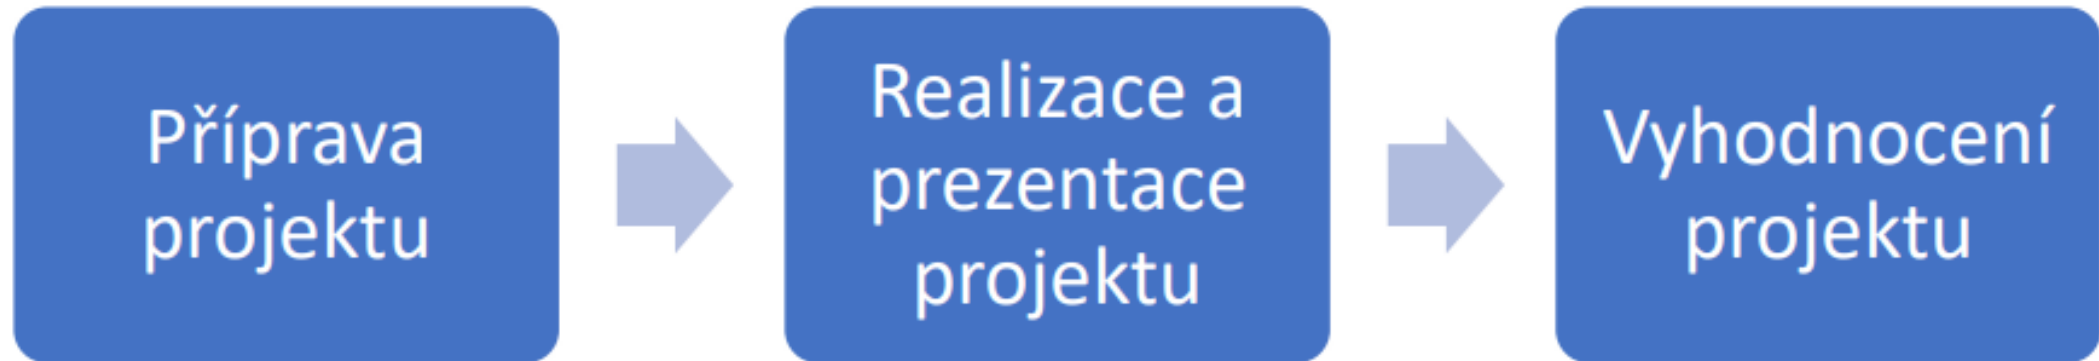 Příprava
projektu
Realizace a
prezentace
projektu
Vyhodnocení
projektu